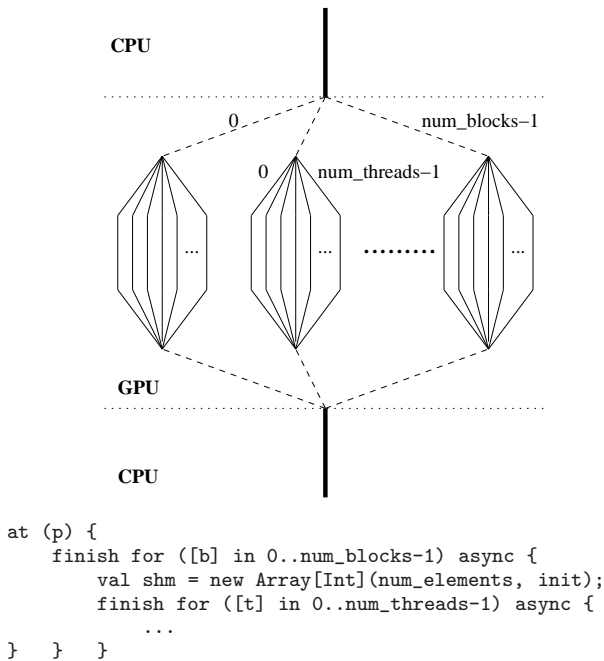 CPU
0
num_blocks−1
0
num_threads−1
...
...
.........
...
GPU
CPU
at (p) {
    finish for ([b] in 0..num_blocks-1) async {
        val shm = new Array[Int](num_elements, init);
        finish for ([t] in 0..num_threads-1) async {
            ...
}   }   }